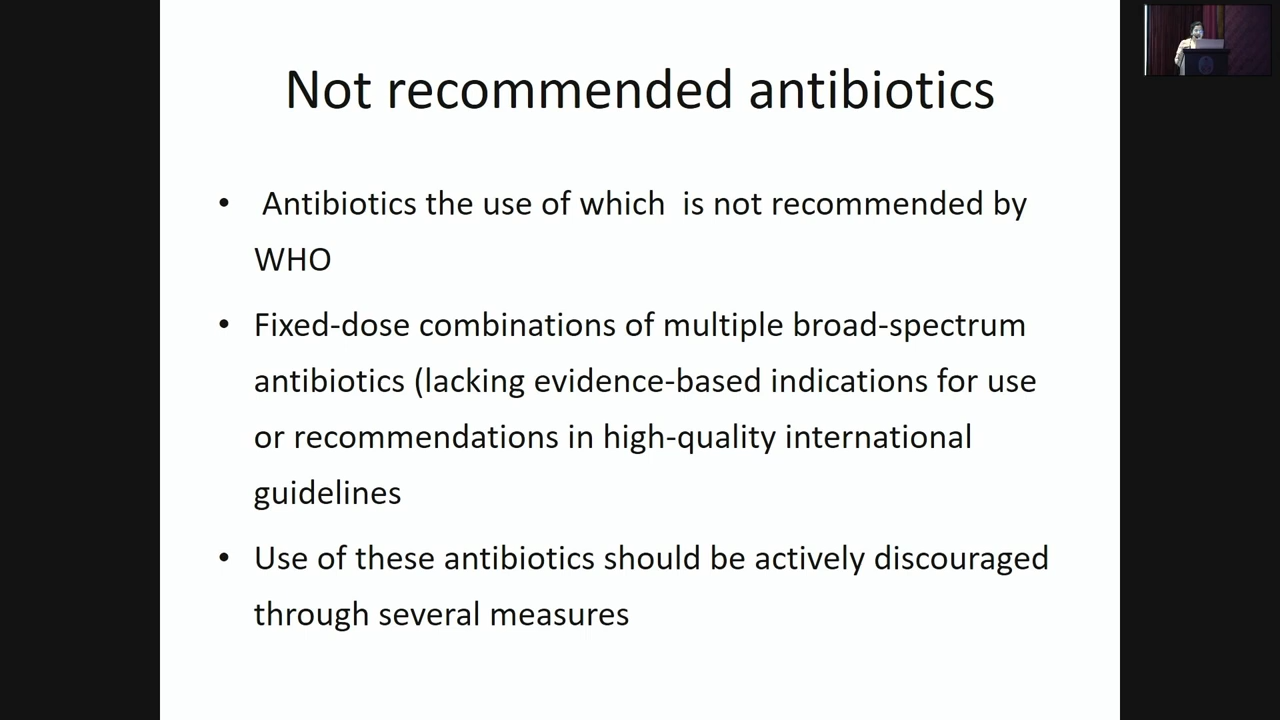 Not recommended antibiotics
• Antibiotics the use of which is not recommended by
WHO
• Fixed-dose combinations of multiple broad-spectrum
antibiotics (lacking evidence-based indications for use
or recommendations in high-quality international
guidelines
• Use of these antibiotics should be actively discouraged
through several measures